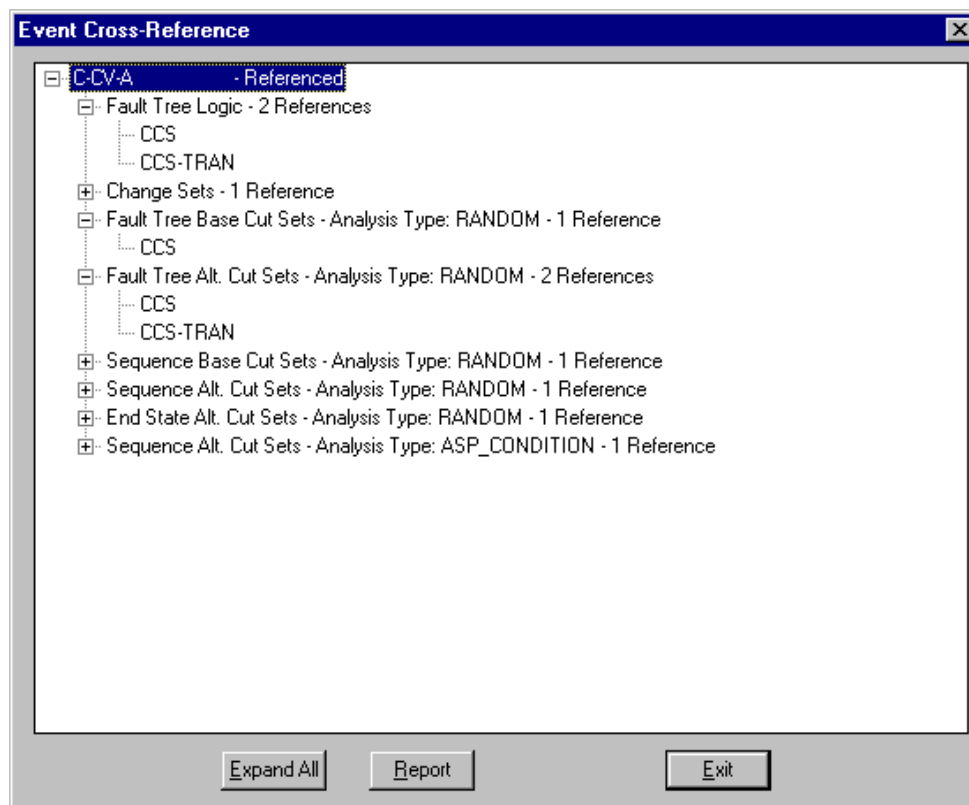 Event Cross-Reference
C-CV-A - Referenced
Fault Tree Logic - 2 References
CCS
CCS-TRAN
Change Sets - 1 Reference
Fault Tree Base Cut Sets - Analysis Type: RANDOM - 1 Reference
CCS
Fault Tree Alt. Cut Sets - Analysis Type: RANDOM - 2 References
CCS
CCS-TRAN
Sequence Base Cut Sets - Analysis Type: RANDOM - 1 Reference
Sequence Alt. Cut Sets - Analysis Type: RANDOM - 1 Reference
End State Alt. Cut Sets - Analysis Type: RANDOM - 1 Reference
Sequence Alt. Cut Sets - Analysis Type: ASP_CONDITION - 1 Reference
Expand All Report Exit